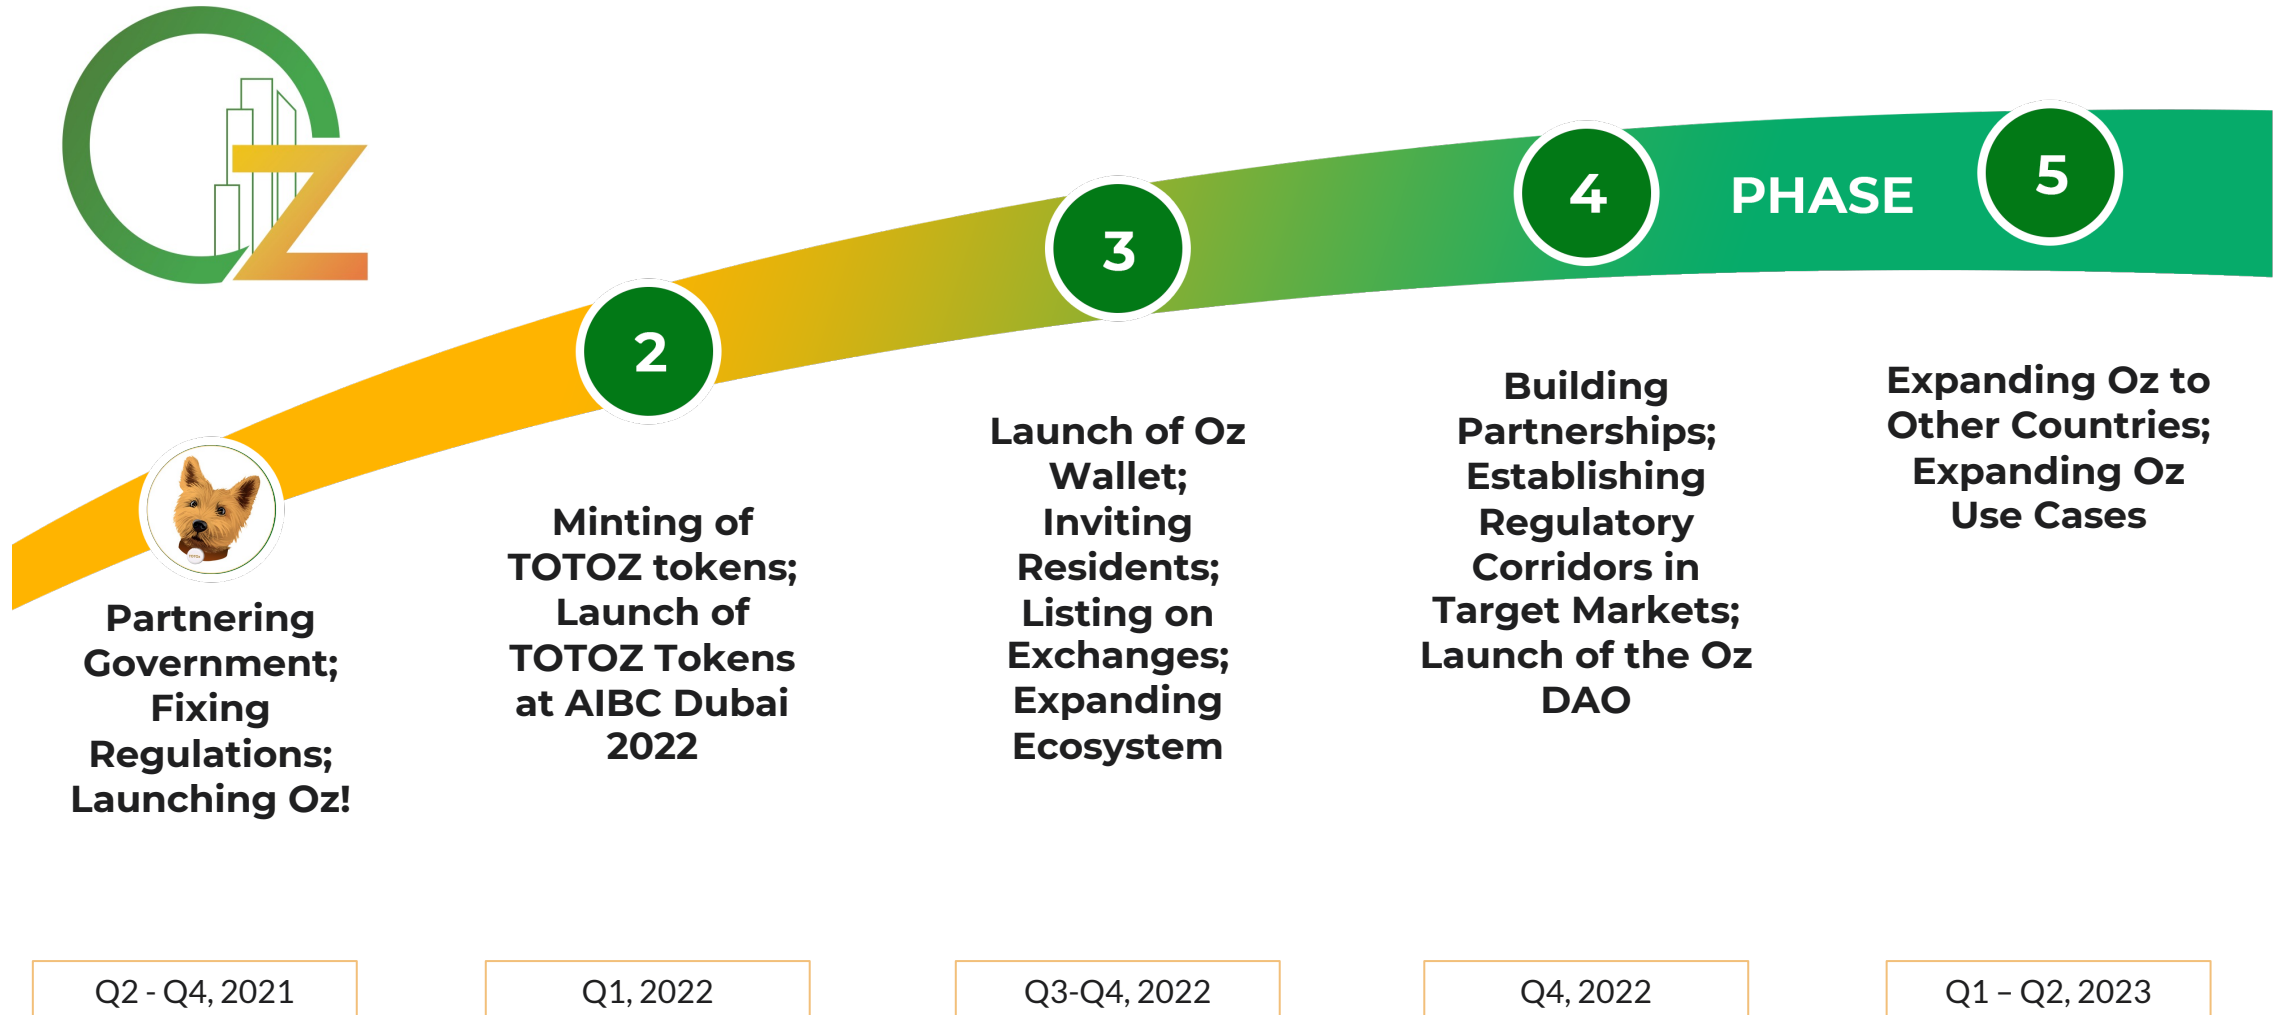 Oz
2
3
4
PHASE
5
Partnering
Government;
Fixing
Regulations;
Launching Oz!
Minting of
TOTOZ tokens;
Launch of
TOTOZ Tokens
at AIBC Dubai
2022
Launch of Oz
Wallet;
Inviting
Residents;
Listing on
Exchanges;
Expanding
Ecosystem
Building
Partnerships;
Establishing
Regulatory
Corridors in
Target Markets;
Launch of the Oz
DAO
Expanding Oz to
Other Countries;
Expanding Oz
Use Cases
Q2 - Q4, 2021
Q1, 2022
Q3-Q4, 2022
Q4, 2022
Q1 – Q2, 2023